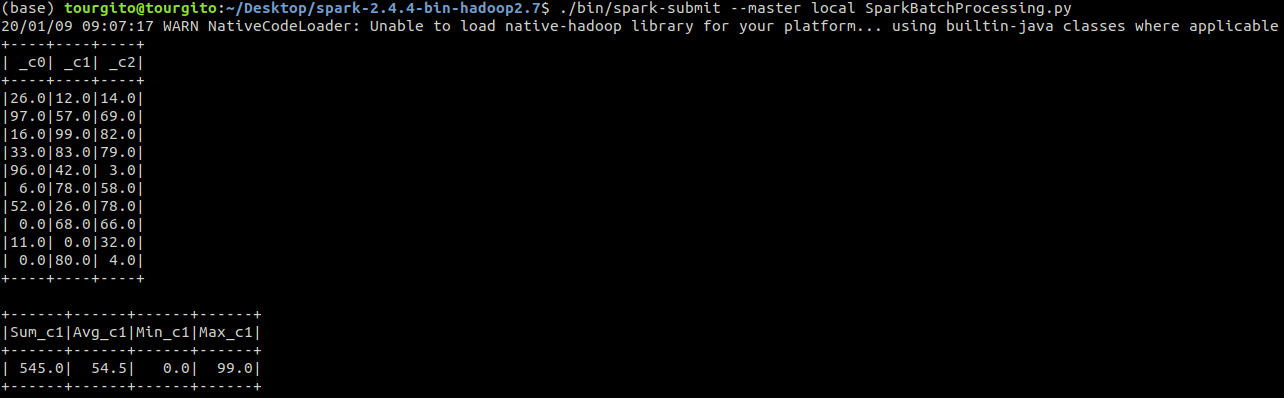 (base) tourgito@tourgito:~/Desktop/spark-2.4.4-bin-hadoop2.7$ ./bin/spark-submit --master local SparkBatchProcessing.py
20/01/09 09:07:17 WARN NativeCodeLoader: Unable to load native-hadoop library for your platform... using builtin-java classes where applicable
+----+----+----+
| _c0| _c1| _c2|
+----+----+----+
|26.0|12.0|14.0|
|97.0|57.0|69.0|
|16.0|99.0|82.0|
|33.0|83.0|79.0|
|96.0|42.0| 3.0|
| 6.0|78.0|58.0|
|52.0|26.0|78.0|
| 0.0|68.0|66.0|
|11.0| 0.0|32.0|
| 0.0|80.0| 4.0|
+----+----+----+

+------+------+------+------+
|Sum_c1|Avg_c1|Min_c1|Max_c1|
+------+------+------+------+
| 545.0|  54.5|   0.0|  99.0|
+------+------+------+------+